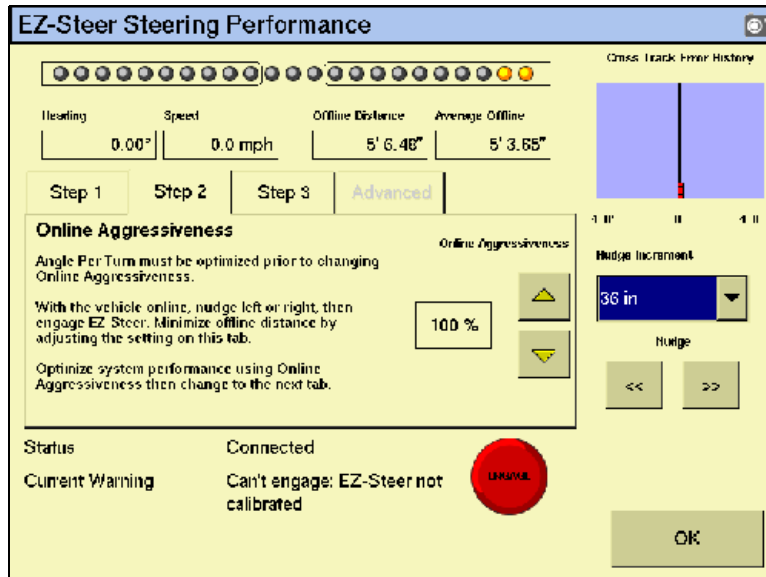 EZ-Steer Steering Performance
Cross Track Error History
Heading
Speed
Offline Distance
Average Offline
0.00°
0.0 mph
5' 6.48"
5' 3.65"
Step 1
Step 2
Step 3
Advanced
Online Aggressiveness
Online Aggressiveness
Angle Per Turn must be optimized prior to changing
Online Aggressiveness.
With the vehicle online, nudge left or right, then
engage EZ Steer. Minimize offline distance by
adjusting the setting on this tab.
100 %
Optimize system performance using Online
Aggressiveness then change to the next tab.
Nudge Increment
36 in
Nudge
<<
>>
Status
Connected
Current Warning
Can't engage: EZ-Steer not
calibrated
ENGAGE
OK